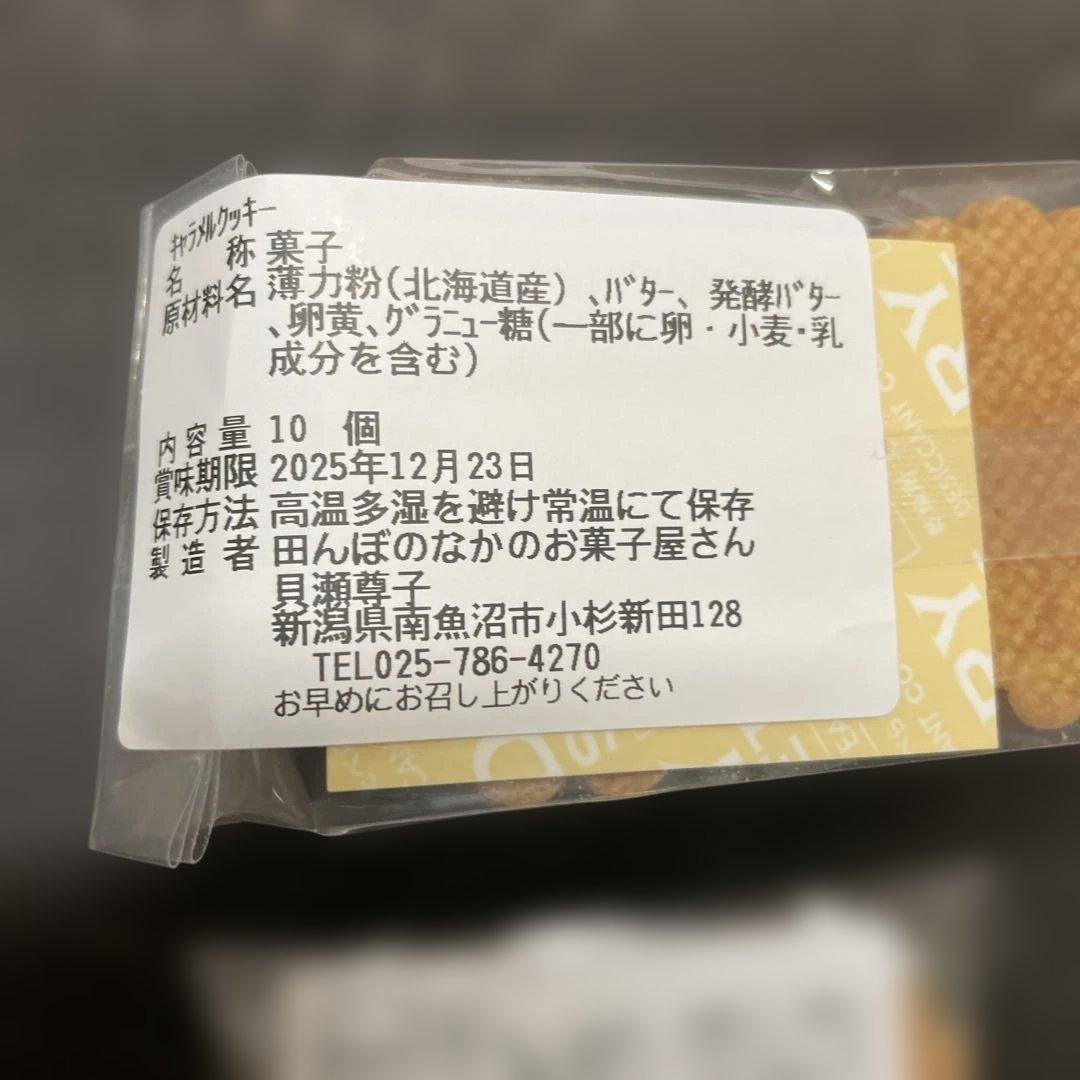 キャラメルクッキー
名称 菓子
原材料名 薄力粉(北海道産)、バター、発酵バター
、卵黄、グラニュー糖(一部に卵・小麦・乳
成分を含む)
内容量 10 個
賞味期限 2025年12月23日
保存方法 高温多湿を避け常温にて保存
製造者 田んぼのなかのお菓子屋さん
貝瀬尊子
新潟県南魚沼市小杉新田128
TEL025-786-4270
お早めにお召し上がりください